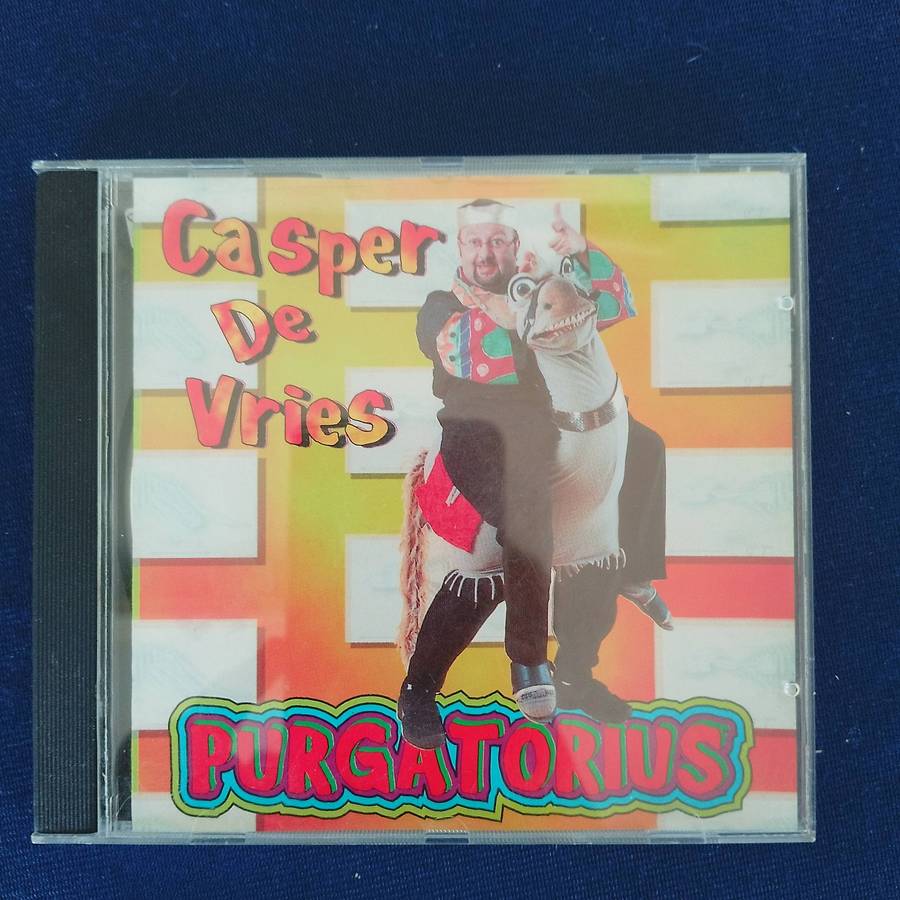 Casper
De
Vries
PURGATORIUS